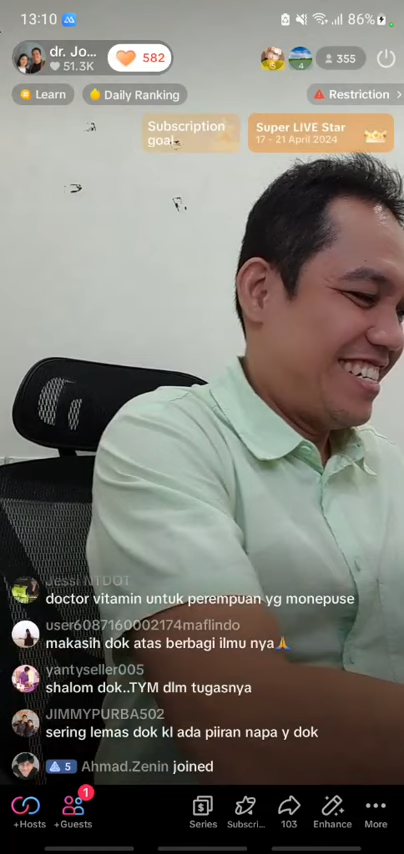 13:10
86%
dr. Jo...
51.3K
582
4
355
Learn
Daily Ranking
Restriction
Subscription
goal
Super LIVE Star
17 - 21 April 2024
Jessi NTDOT
doctor vitamin untuk perempuan yg monepuse
user6087160002174maflindo
makasih dok atas berbagi ilmu nya🙏
yantyseller005
shalom dok..TYM dlm tugasnya
JIMMYPURBA502
sering lemas dok kl ada piiran napa y dok
5 Ahmad.Zenin joined
1
+Hosts
+Guests
Series
Subscri...
103
Enhance
More